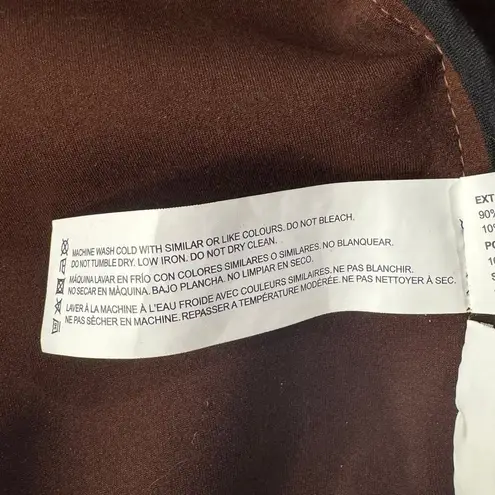 MACHINE WASH COLD WITH SIMILAR OR LIKE COLOURS. DO NOT BLEACH.
DO NOT TUMBLE DRY. LOW IRON. DO NOT DRY CLEAN.
MÁQUINA LAVAR EN FRÍO CON COLORES SIMILARES O SIMILARES. NO BLANQUEAR.
NO SECAR EN MÁQUINA. BAJO PLANCHA. NO LIMPIAR EN SECO.
LAVER À LA MACHINE À L'EAU FROIDE AVEC COULEURS SIMILAIRES. NE PAS BLANCHIR.
NE PAS SÉCHER EN MACHINE. REPASSER A TEMPÉRATURE MODÉRÉE. NE PAS NETTOYER À SEC.
EXT
90%
10%
PO
10
S